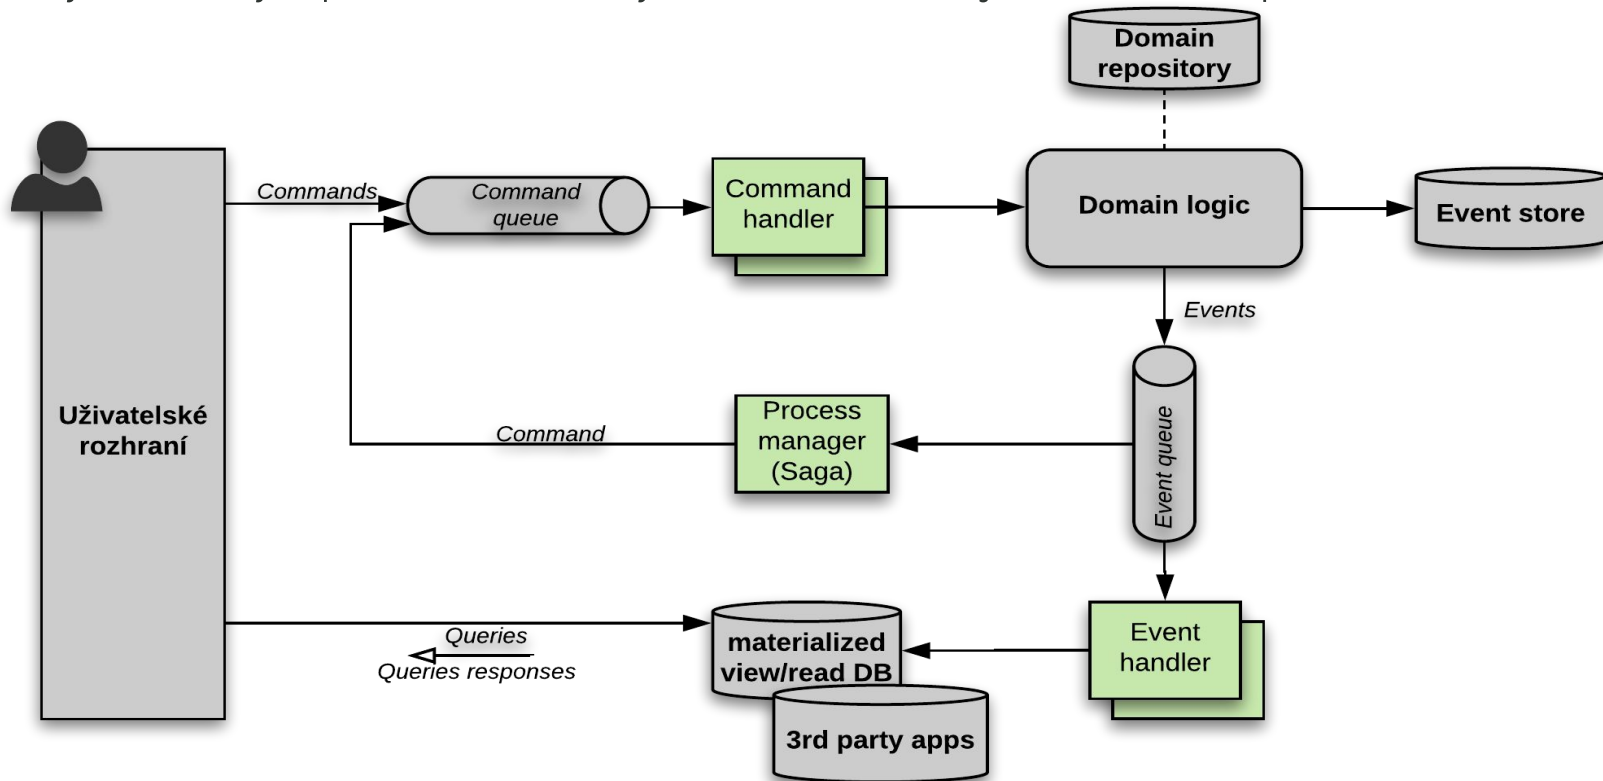 Domain
repository
Commands
Command
queue
Command
handler
Domain logic
Event store
Events
Uživatelské
rozhraní
Command
Process
manager
(Saga)
Event queue
Queries
Queries responses
materialized
view/read DB
Event
handler
3rd party apps